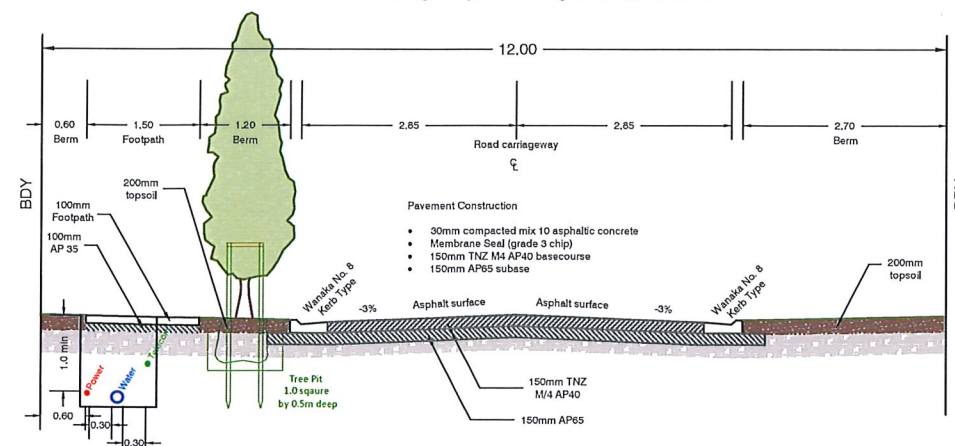 12.00
0,60
Berm
1,50
Footpath
1,20
Berm
2,85
2,85
Road carriageway
℄
2,70
Berm
BDY
200mm
topsoil
100mm
Footpath
100mm
AP 35
Pavement Construction
• 30mm compacted mix 10 asphaltic concrete
• Membrane Seal (grade 3 chip)
• 150mm TNZ M4 AP40 basecourse
• 150mm AP65 subase
Wanaka No. 8
Kerb Type
-3%
Asphalt surface
Asphalt surface
-3%
Wanaka No. 8
Kerb Type
200mm
topsoil
1.0 min
Power
Water
Tree Pit
1.0 sqaure
by 0.5m deep
150mm TNZ
M/4 AP40
150mm AP65
0.60
0.30
0.30